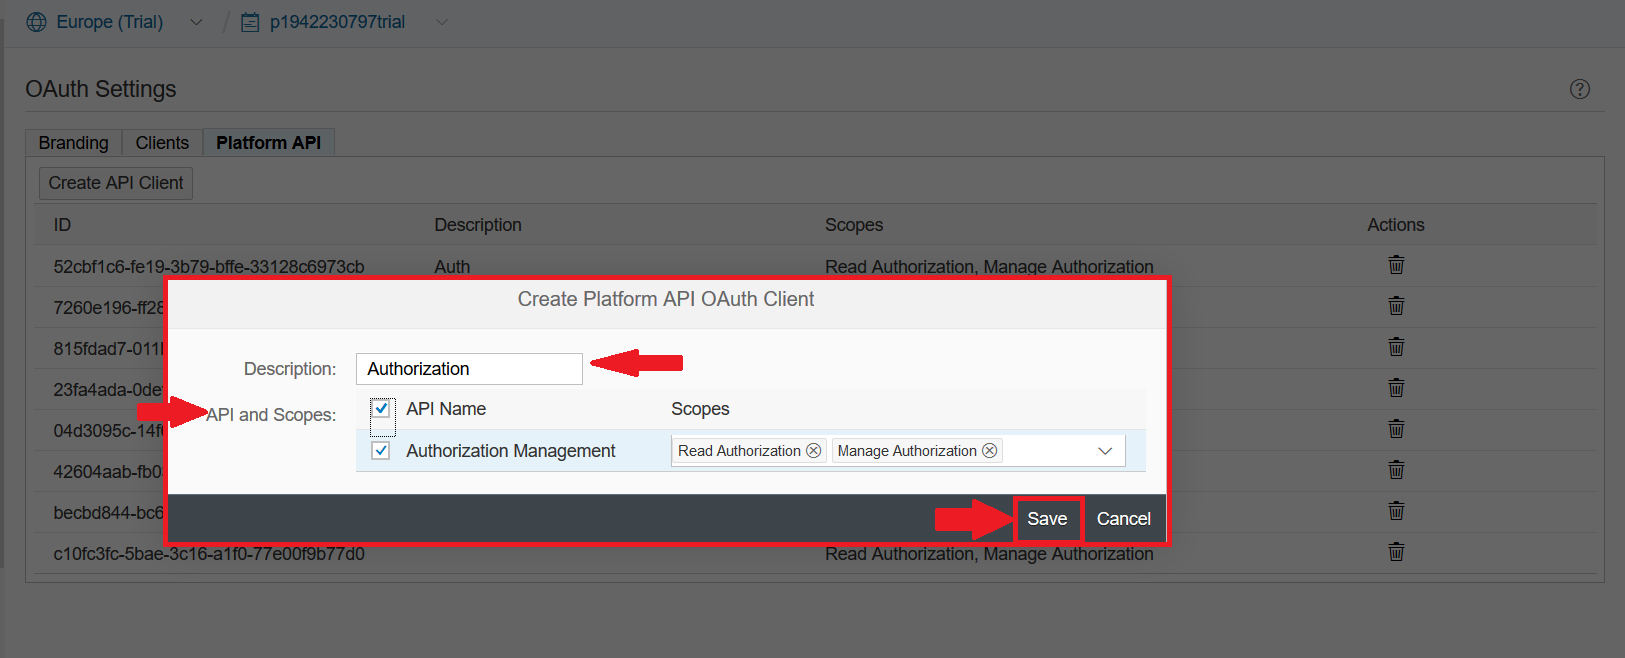 Europe (Trial) / p1942230797trial
OAuth Settings
Branding Clients Platform API
Create API Client
ID Description Scopes Actions
52cbf1c6-fe19-3b79-bffe-33128c6973cb Auth Read Authorization, Manage Authorization
7260e196-ff28
815fdad7-011
23fa4ada-0de
04d3095c-14f
42604aab-fb0
becbd844-bc6
c10fc3fc-5bae-3c16-a1f0-77e00f9b77d0 Read Authorization, Manage Authorization
Create Platform API OAuth Client
Description: Authorization
API and Scopes: API Name Scopes
Authorization Management Read Authorization Manage Authorization
Save Cancel